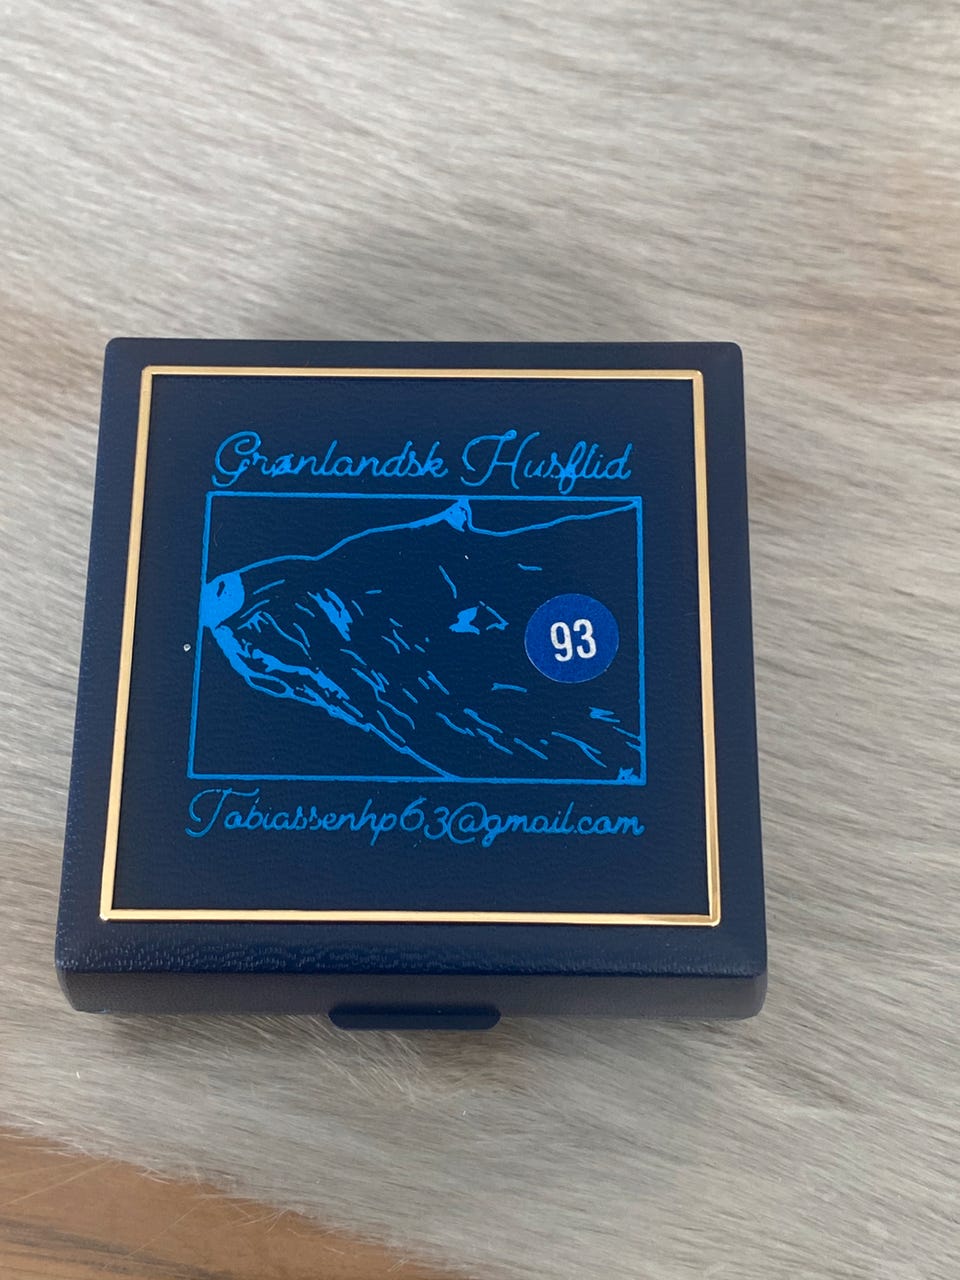 Grønlandsk Husflid
93
Tobiassenhp63@gmail.com